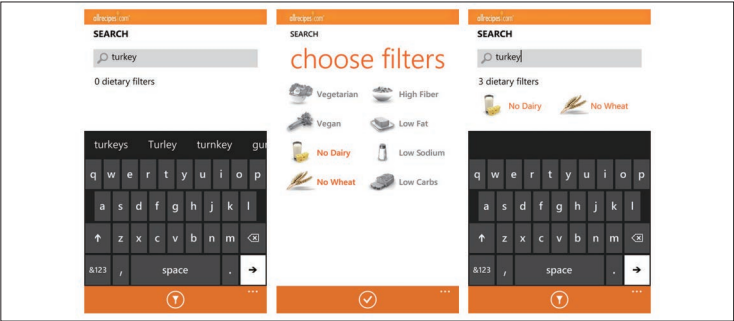 allrecipes.com
SEARCH
turkey
0 dietary filters
turkeys Turley turnkey gur
q w e r t y u i o p
a s d f g h j k l
z x c v b n m
&123 , space .
allrecipes.com
SEARCH
choose filters
Vegetarian High Fiber
Vegan Low Fat
No Dairy Low Sodium
No Wheat Low Carbs
allrecipes.com
SEARCH
turkey
3 dietary filters
No Dairy No Wheat
q w e r t y u i o p
a s d f g h j k l
z x c v b n m
&123 , space .